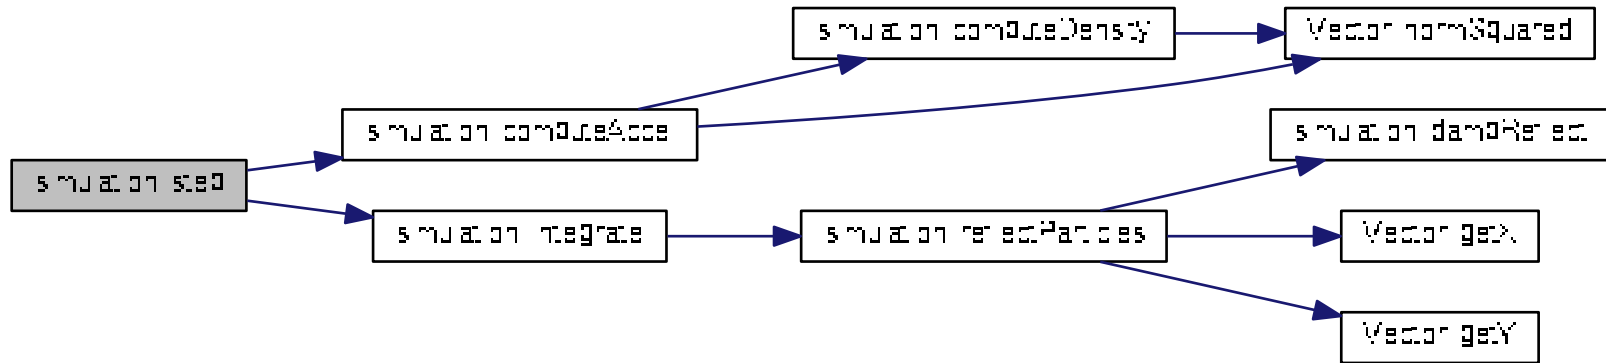 simulation step
simulation computeAccel
simulation computeDensity
Vector normSquared
simulation integrate
simulation reflectParticles
simulation dampReflect
Vector getX
Vector getY